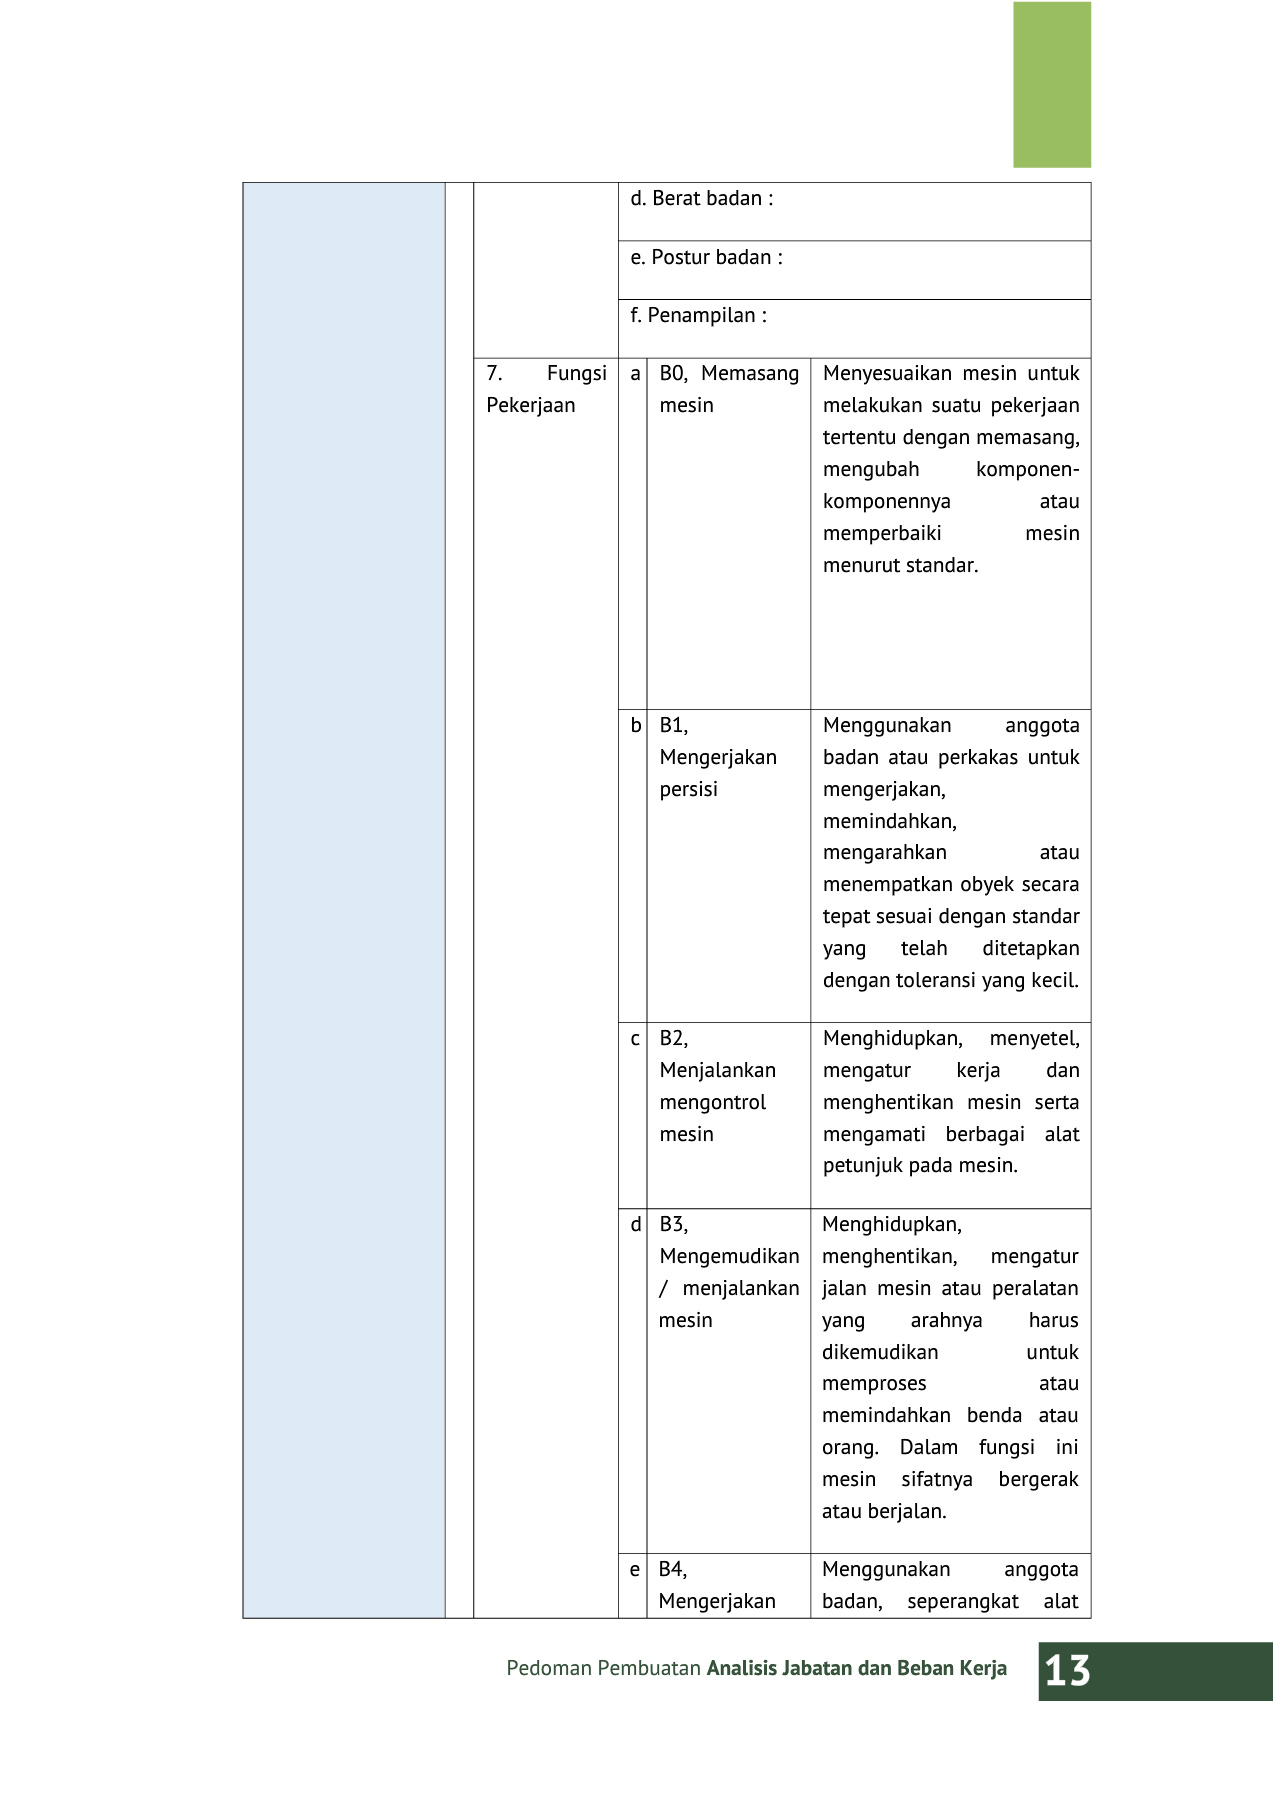 d. Berat badan :
e. Postur badan :
f. Penampilan :
7. Fungsi
Pekerjaan
a
B0, Memasang
mesin
Menyesuaikan mesin untuk
melakukan suatu pekerjaan
tertentu dengan memasang,
mengubah komponen-
komponennya atau
memperbaiki mesin
menurut standar.
b
B1,
Mengerjakan
persisi
Menggunakan anggota
badan atau perkakas untuk
mengerjakan,
memindahkan,
mengarahkan atau
menempatkan obyek secara
tepat sesuai dengan standar
yang telah ditetapkan
dengan toleransi yang kecil.
c
B2,
Menjalankan
mengontrol
mesin
Menghidupkan, menyetel,
mengatur kerja dan
menghentikan mesin serta
mengamati berbagai alat
petunjuk pada mesin.
d
B3,
Mengemudikan
/ menjalankan
mesin
Menghidupkan,
menghentikan, mengatur
jalan mesin atau peralatan
yang arahnya harus
dikemudikan untuk
memproses atau
memindahkan benda atau
orang. Dalam fungsi ini
mesin sifatnya bergerak
atau berjalan.
e
B4,
Mengerjakan
Menggunakan anggota
badan, seperangkat alat
Pedoman Pembuatan Analisis Jabatan dan Beban Kerja 13